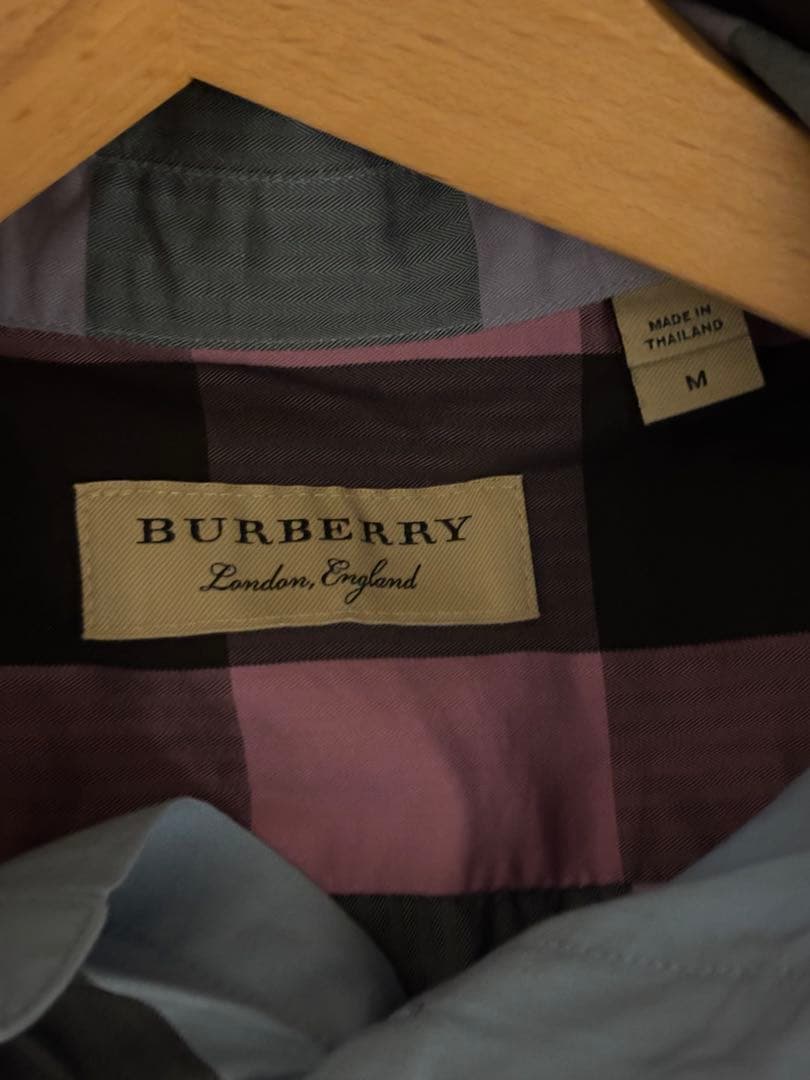 MADE IN
THAILAND
M
BURBERRY
London, England